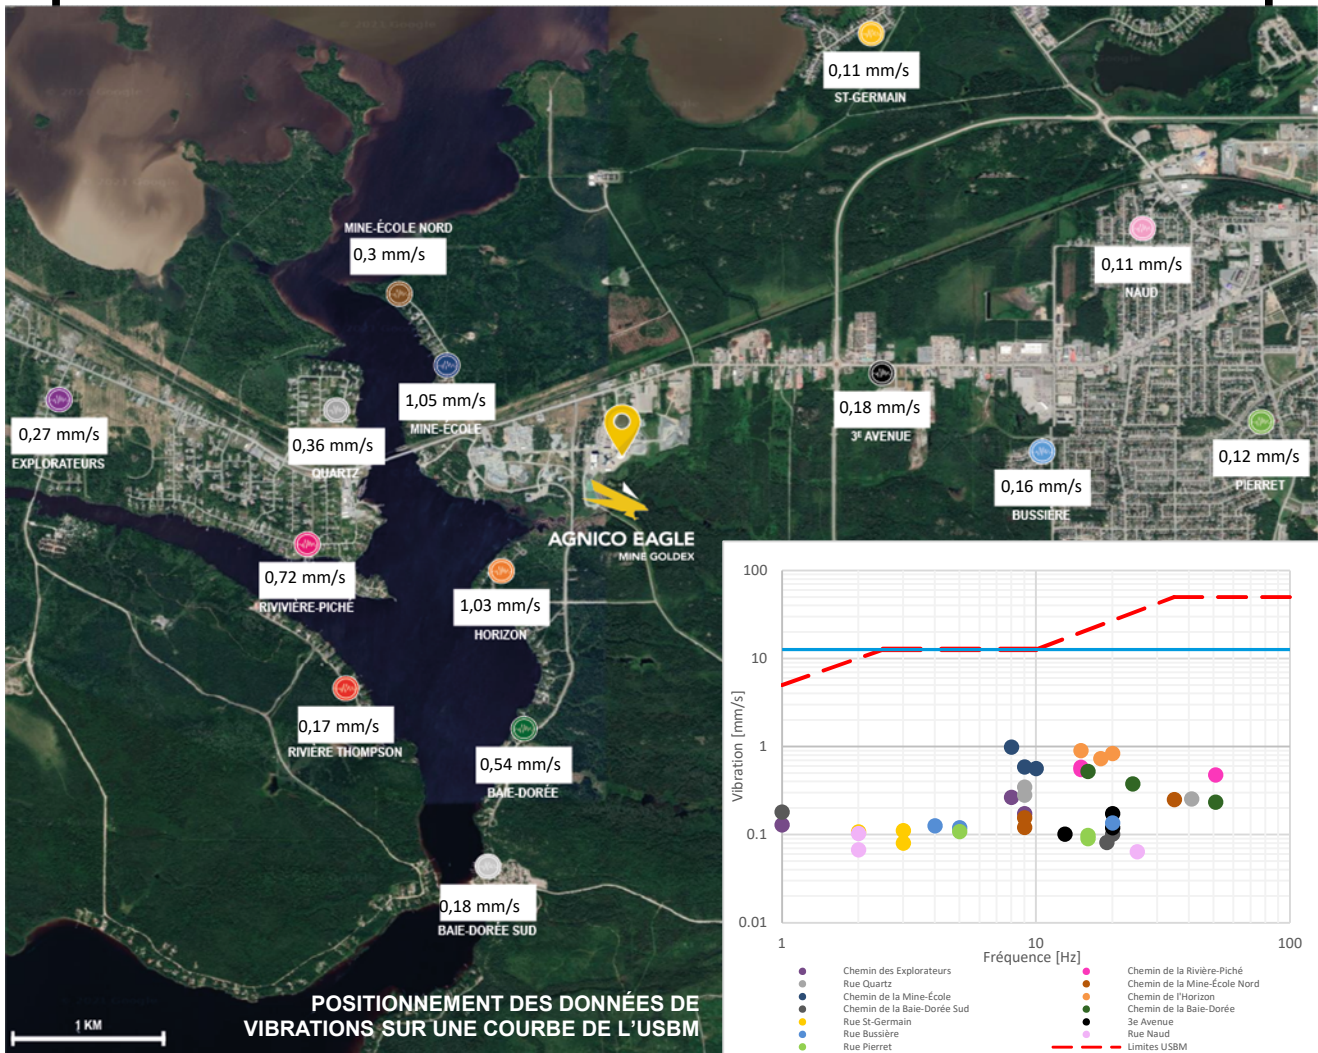 © 2021 Google
© 2021 Google
0,11 mm/s
ST-GERMAIN
MINE-ÉCOLE NORD
0,3 mm/s
0,11 mm/s
NAUD
1,05 mm/s
MINE-ÉCOLE
0,27 mm/s
EXPLORATEURS
0,36 mm/s
QUARTZ
0,18 mm/s
3E AVENUE
0,12 mm/s
PIERRET
0,16 mm/s
BUSSIÈRE
AGNICO EAGLE
MINE GOLDEX
0,72 mm/s
RIVIVIÈRE-PICHÉ
1,03 mm/s
HORIZON
0,17 mm/s
RIVIÈRE THOMPSON
0,54 mm/s
BAIE-DORÉE
0,18 mm/s
BAIE-DORÉE SUD
POSITIONNEMENT DES DONNÉES DE
VIBRATIONS SUR UNE COURBE DE L'USBM
1 KM
100
10
1
0.1
0.01
Vibration [mm/s]
1
10
100
Fréquence [Hz]
Chemin des Explorateurs
Chemin de la Rivière-Piché
Rue Quartz
Chemin de la Mine-École Nord
Chemin de la Mine-École
Chemin de l'Horizon
Chemin de la Baie-Dorée Sud
Chemin de la Baie-Dorée
Rue St-Germain
3e Avenue
Rue Bussière
Rue Naud
Rue Pierret
Limites USBM